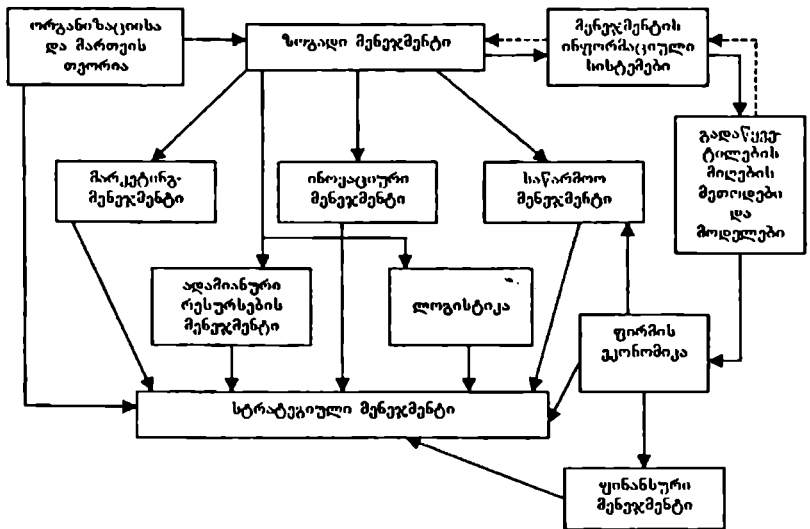 ორგანიზაციისა
და მართვის
თეორია
ზოგადი მენეჯმენტი
მენეჯმენტის
ინფორმაციული
სისტემები
გადაწყვე-
ტილების
მიღების
მეთოდები
და
მოდელები
მარკეტინგ-
მენეჯმენტი
ინოვაციური
მენეჯმენტი
საწარმოო
მენეჯმენტი
ადამიანური
რესურსების
მენეჯმენტი
ლოგისტიკა
ფირმის
ეკონომიკა
სტრატეგიული მენეჯმენტი
ფინანსური
მენეჯმენტი